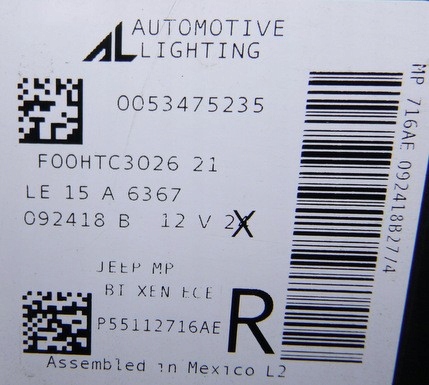 AL AUTOMOTIVE
LIGHTING
0053475235
F00HTC3026 21
LE 15 A 6367
092418 B 12 V
JEEP MP
BI XEN ECE
P55112716AE R
Assembled in Mexico L2
MP 716AE 092418B2774